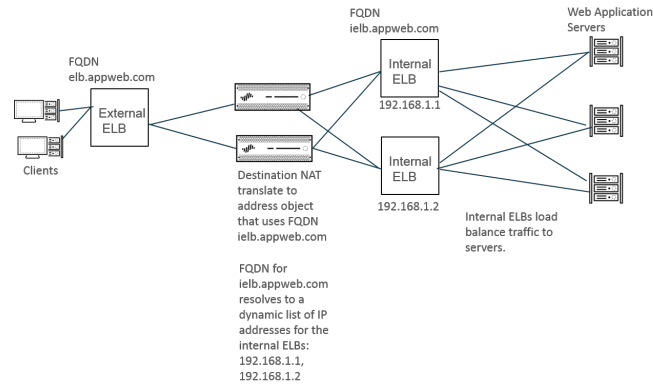 FQDN
ielb.appweb.com
Web Application
Servers
FQDN
elb.appweb.com
External
ELB
Clients
Internal
ELB
192.168.1.1
Internal
ELB
192.168.1.2
Destination NAT
translate to
address object
that uses FQDN
ielb.appweb.com
FQDN for
ielb.appweb.com
resolves to a
dynamic list of IP
addresses for the
internal ELBs:
192.168.1.1,
192.168.1.2
Internal ELBs load
balance traffic to
servers.